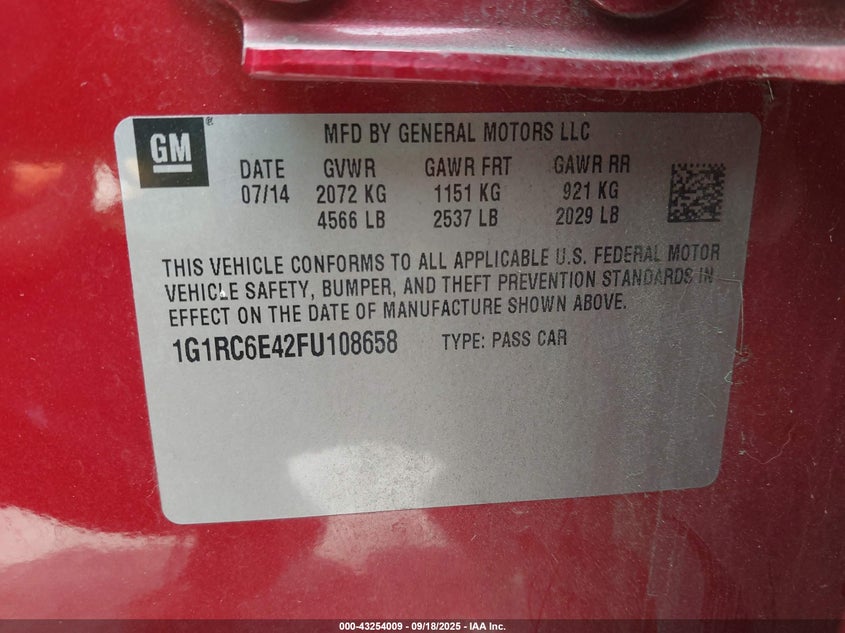 GM ®
MFD BY GENERAL MOTORS LLC
DATE GVWR GAWR FRT GAWR RR
07/14 2072 KG 1151 KG 921 KG
4566 LB 2537 LB 2029 LB
THIS VEHICLE CONFORMS TO ALL APPLICABLE U.S. FEDERAL MOTOR
VEHICLE SAFETY, BUMPER, AND THEFT PREVENTION STANDARDS IN
EFFECT ON THE DATE OF MANUFACTURE SHOWN ABOVE.
1G1RC6E42FU108658 TYPE: PASS CAR
000-43254009 - 09/18/2025 - IAA Inc.